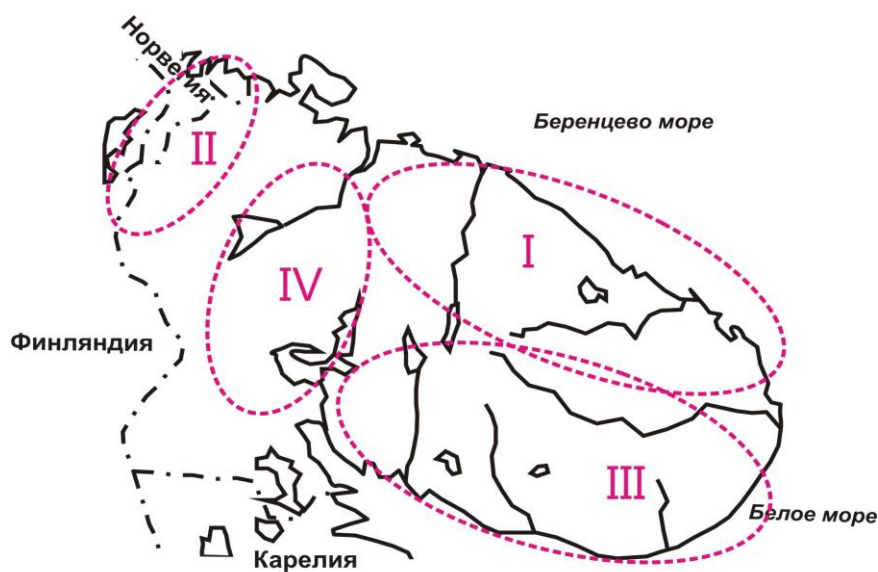 Норвегия
Беренцево море
II
I
IV
Финляндия
III
Белое море
Карелия